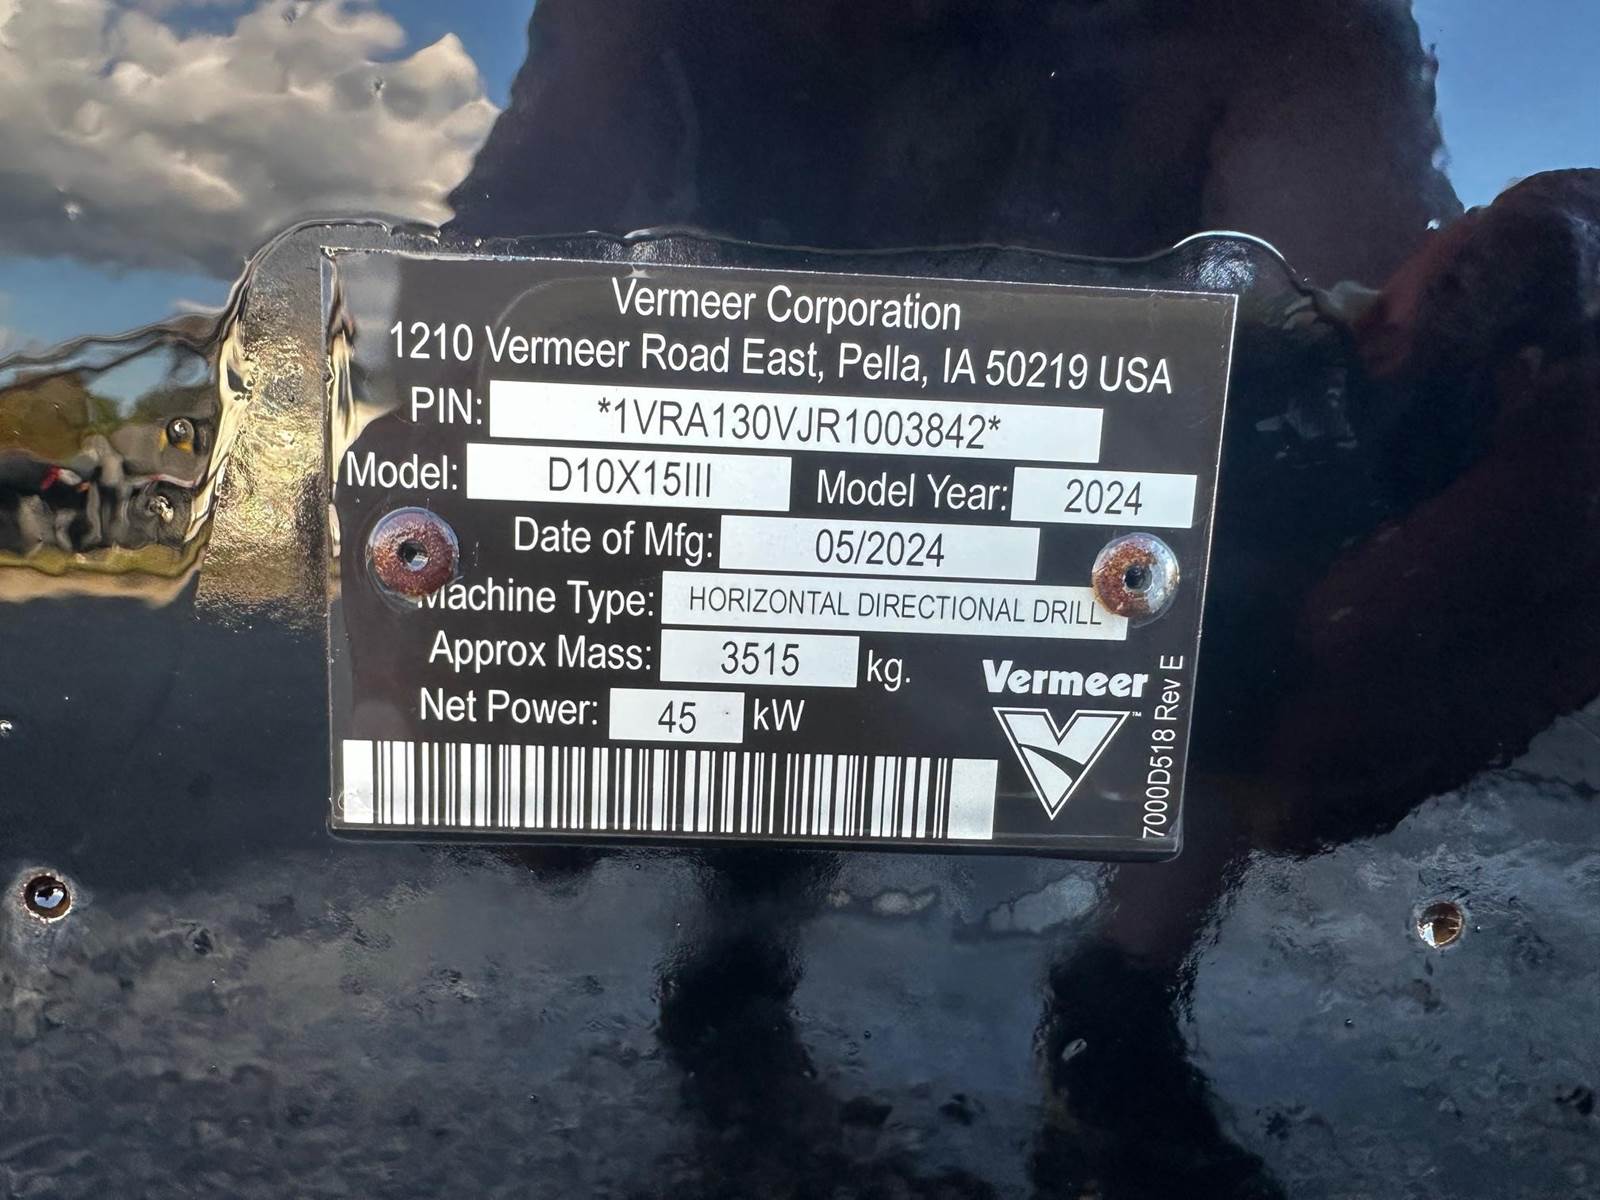 Vermeer Corporation
1210 Vermeer Road East, Pella, IA 50219 USA
PIN: *1VRA130VJR1003842*
Model: D10X15III Model Year: 2024
Date of Mfg: 05/2024
Machine Type: HORIZONTAL DIRECTIONAL DRILL
Approx Mass: 3515 kg.
Net Power: 45 kW
Vermeer™
7000D518 Rev E